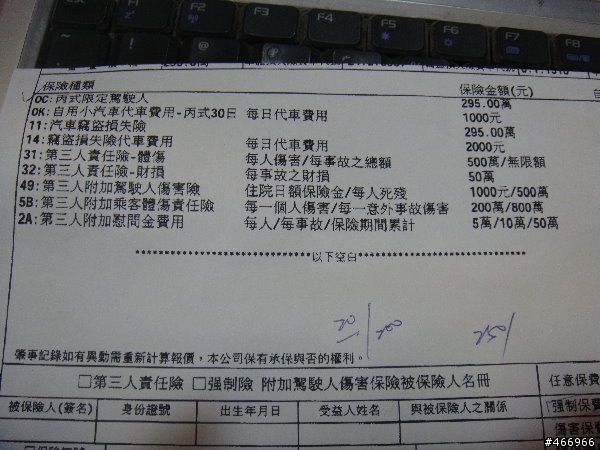 F2 F3 F4 F5 F6 F7 F8
保險種類 保險金額(元)
OC:丙式限定駕駛人 295.00萬
OK:自用小汽車代車費用-丙式30日 每日代車費用 1000元
11:汽車竊盜損失險 295.00萬
14:竊盜損失險代車費用 每日代車費用 2000元
31:第三人責任險-體傷 每人傷害/每事故之總額 500萬/無限額
32:第三人責任險-財損 每事故之財損 50萬
49:第三人附加駕駛人傷害險 住院日額保險金/每人死殘 1000元/500萬
5B:第三人附加乘客體傷責任險 每一個人傷害/每一意外事故傷害 200萬/800萬
2A:第三人附加慰問金費用 每人/每事故/保險期間累計 5萬/10萬/50萬
********************以下空白********************
肇事記錄如有異動需重新計算報價，本公司保有承保與否的權利。
□第三人責任險 □強制險 附加駕駛人傷害保險被保險人名冊 任意保費
被保險人(簽名) 身份證號 出生年月日 受益人姓名 與被保險人之關係 強制保費
傷害保費
#466966